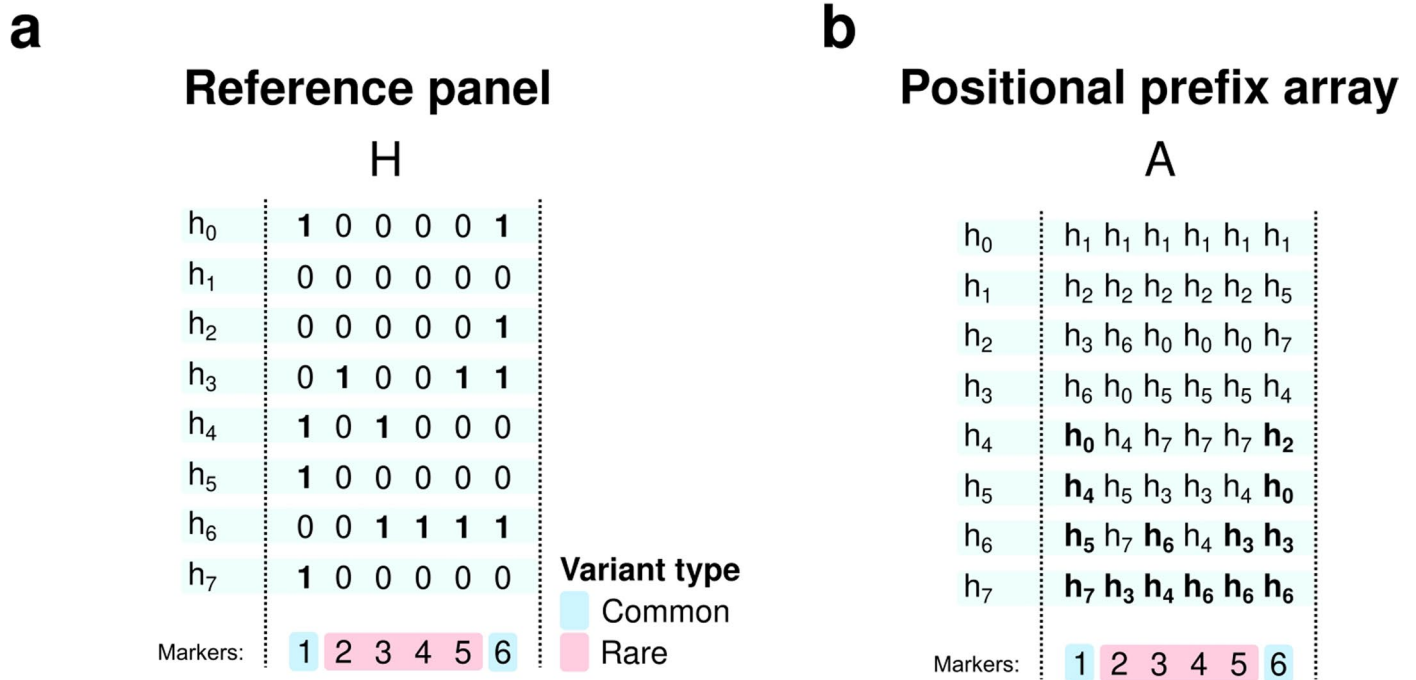 a
Reference panel
H
h₀ 1 0 0 0 0 1
h₁ 0 0 0 0 0 0
h₂ 0 0 0 0 0 1
h₃ 0 1 0 0 1 1
h₄ 1 0 1 0 0 0
h₅ 1 0 0 0 0 0
h₆ 0 0 1 1 1 1
h₇ 1 0 0 0 0 0
Markers: 1 2 3 4 5 6
Variant type
Common
Rare
b
Positional prefix array
A
h₀ h₁ h₁ h₁ h₁ h₁ h₁
h₁ h₂ h₂ h₂ h₂ h₂ h₅
h₂ h₃ h₆ h₀ h₀ h₀ h₇
h₃ h₆ h₀ h₅ h₅ h₅ h₄
h₄ h₀ h₄ h₇ h₇ h₇ h₂
h₅ h₄ h₅ h₃ h₃ h₄ h₀
h₆ h₅ h₇ h₆ h₄ h₃ h₃
h₇ h₇ h₃ h₄ h₆ h₆ h₆
Markers: 1 2 3 4 5 6